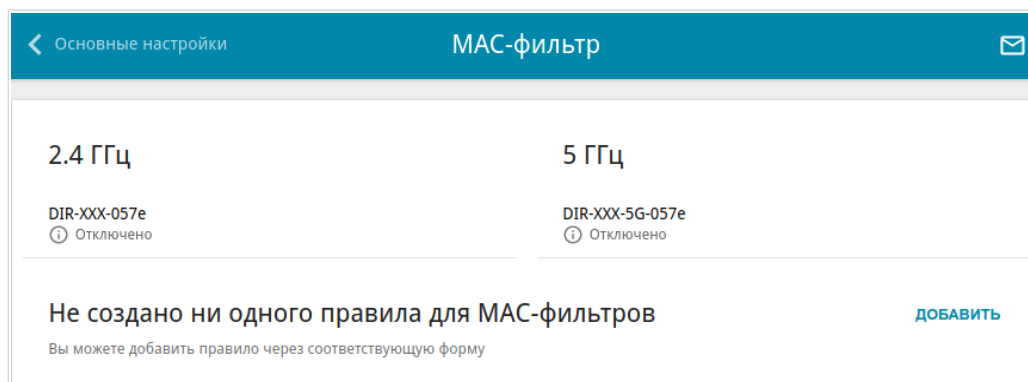 Основные настройки
MAC-фильтр
2.4 ГГц
DIR-XXX-057e
Отключено
5 ГГц
DIR-XXX-5G-057e
Отключено
Не создано ни одного правила для MAC-фильтров
ДОБАВИТЬ
Вы можете добавить правило через соответствующую форму